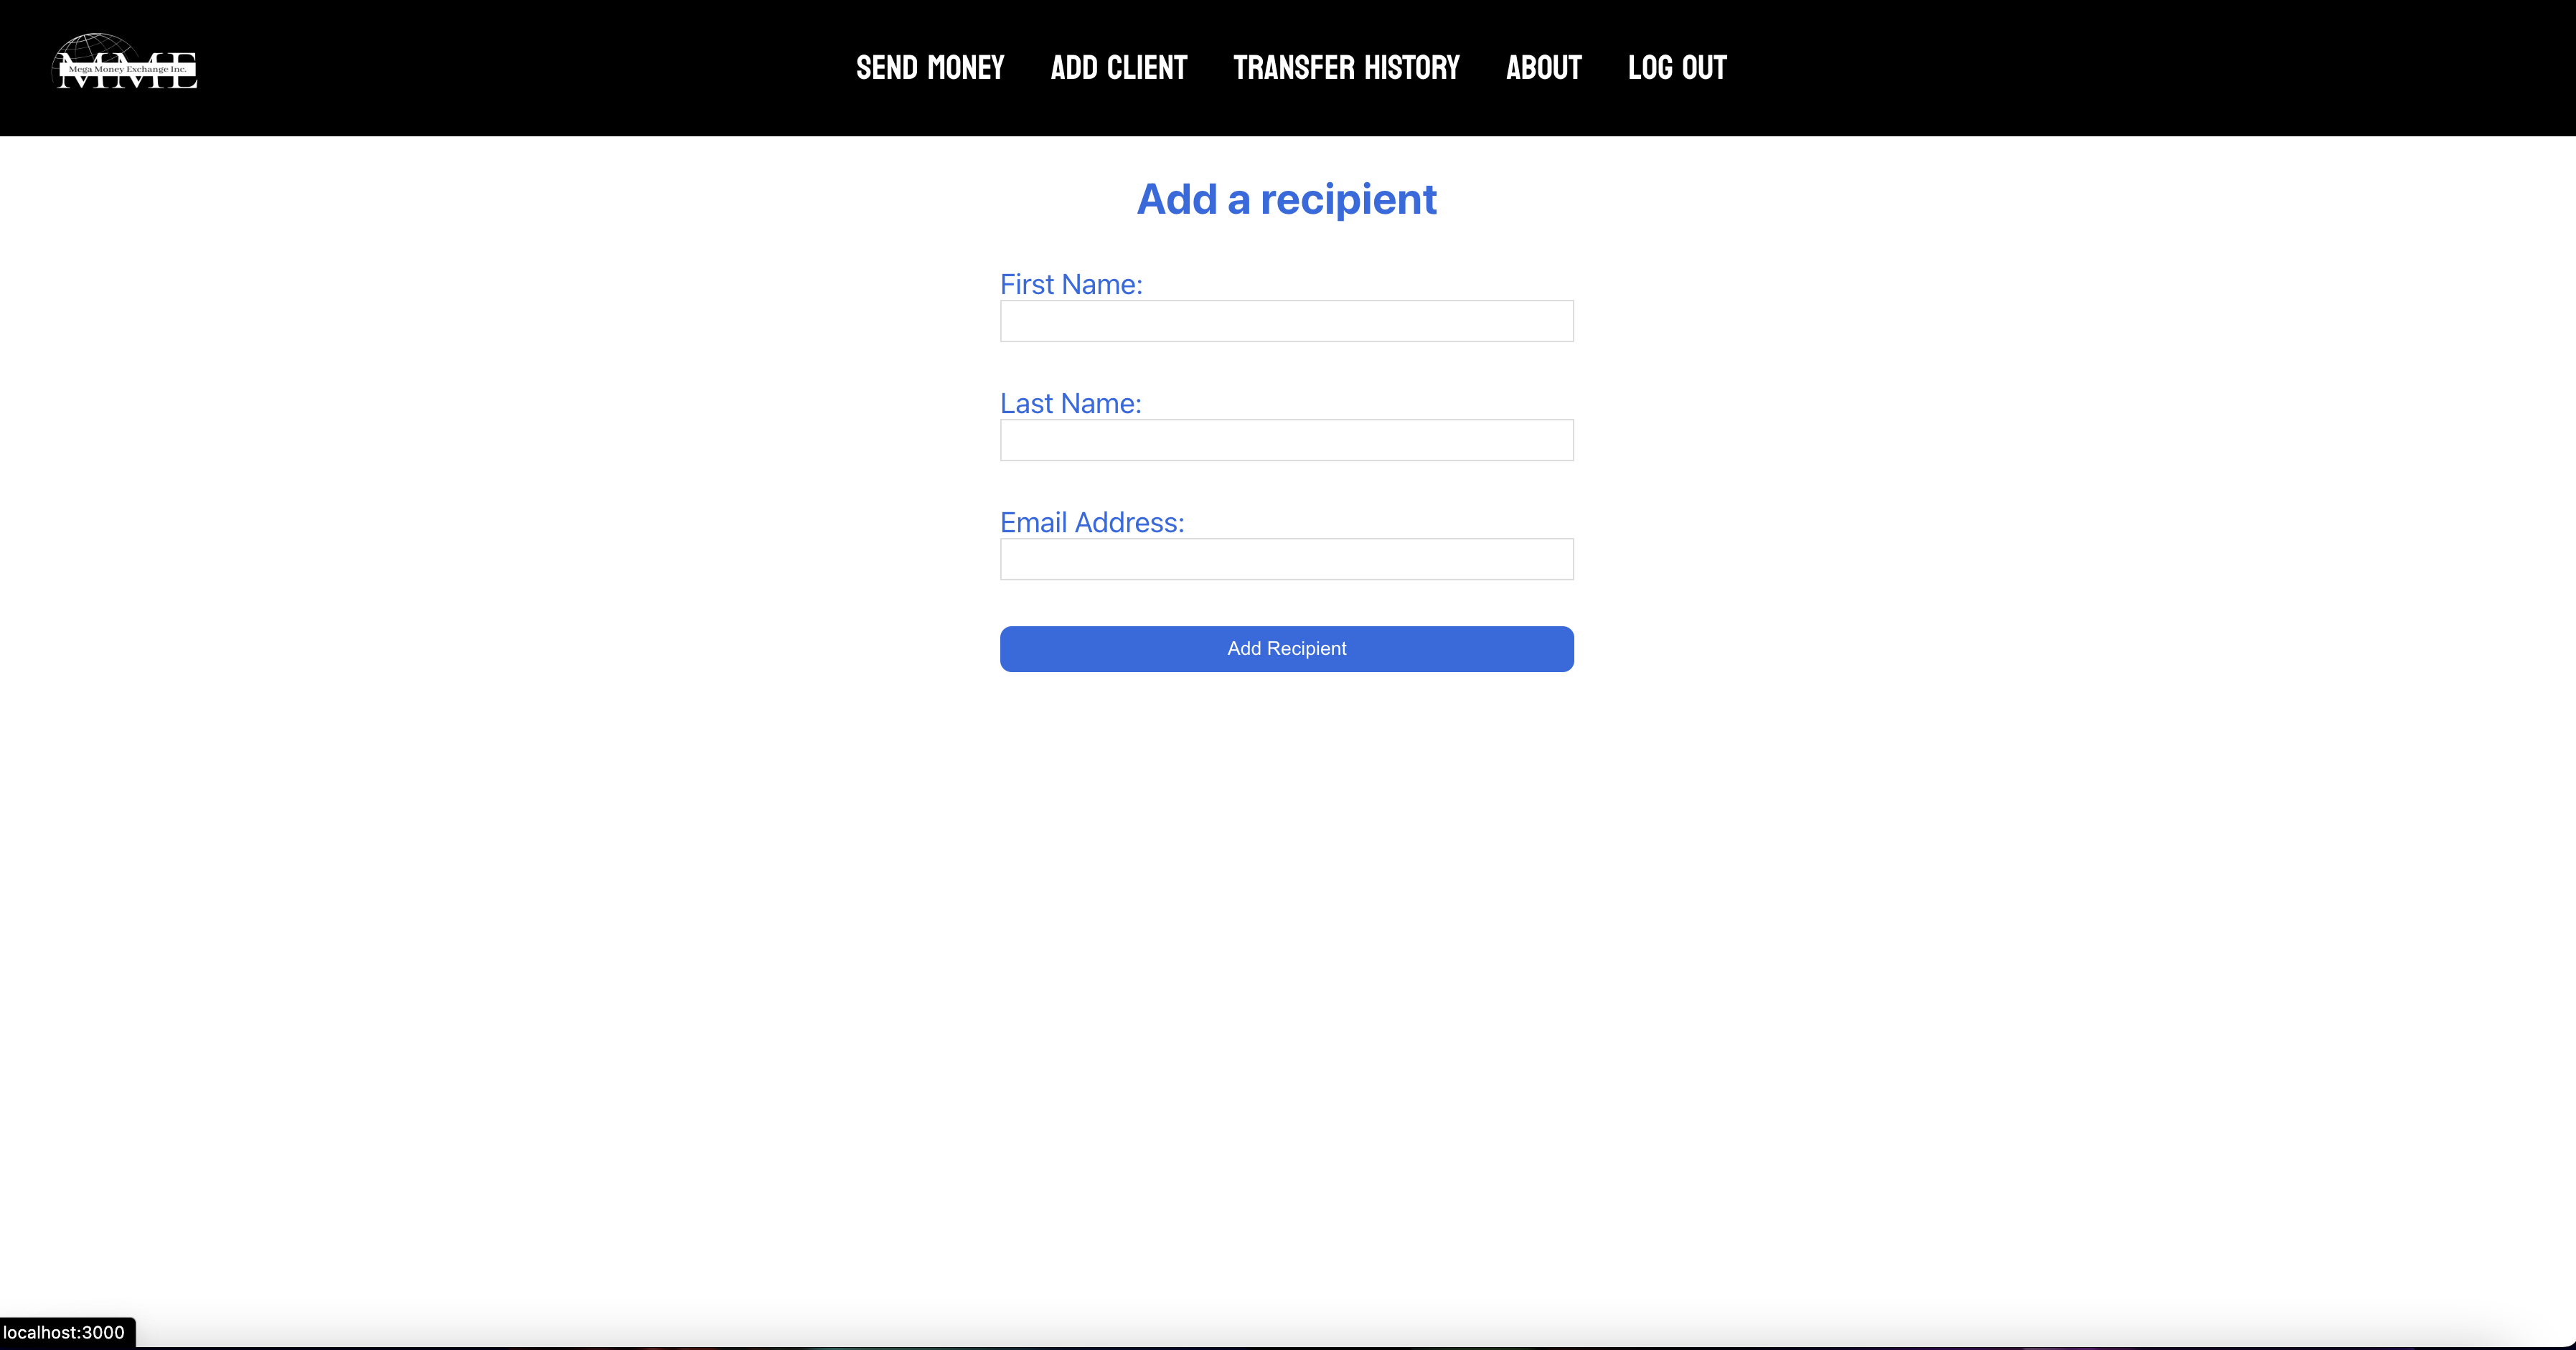 MME
Mega Money Exchange Inc.
SEND MONEY ADD CLIENT TRANSFER HISTORY ABOUT LOG OUT
Add a recipient
First Name:
Last Name:
Email Address:
Add Recipient
localhost:3000